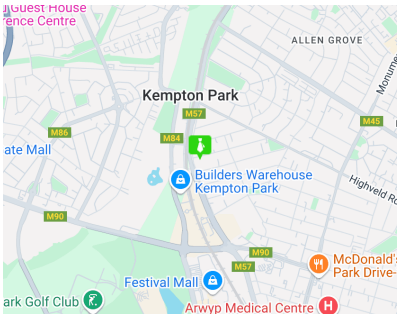 Guest House
rence Centre
ALLEN GROVE
Monume
Kempton Park
M57
M45
M86
M84
ate Mall
Builders Warehouse
Kempton Park
Highveld Ro
M90
M90
McDonald's
Park Drive-
M57
Festival Mall
ark Golf Club
Arwyp Medical Centre
H